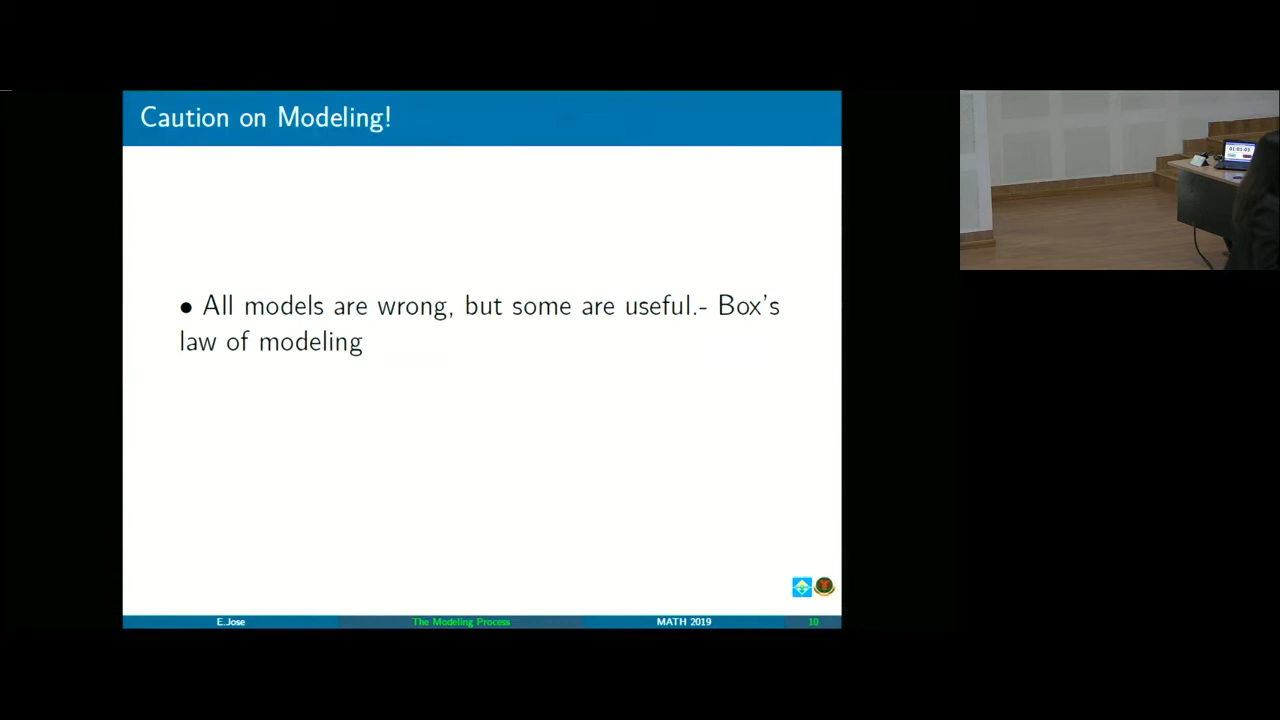 Caution on Modeling!
• All models are wrong, but some are useful.- Box's
law of modeling
E.Jose
The Modeling Process
MATH 2019
10